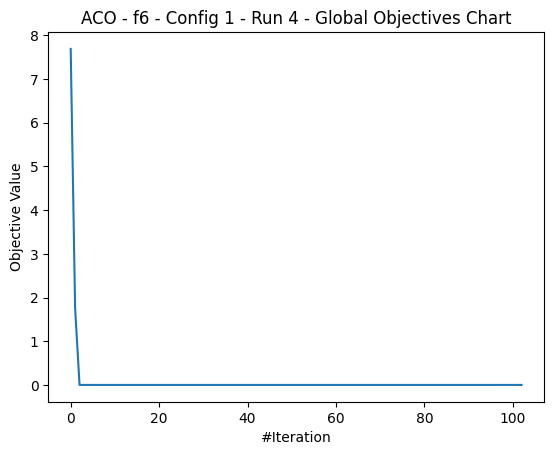 ACO - f6 - Config 1 - Run 4 - Global Objectives Chart
8
7
6
5
4
3
2
1
0
Objective Value
0 20 40 60 80 100
#Iteration